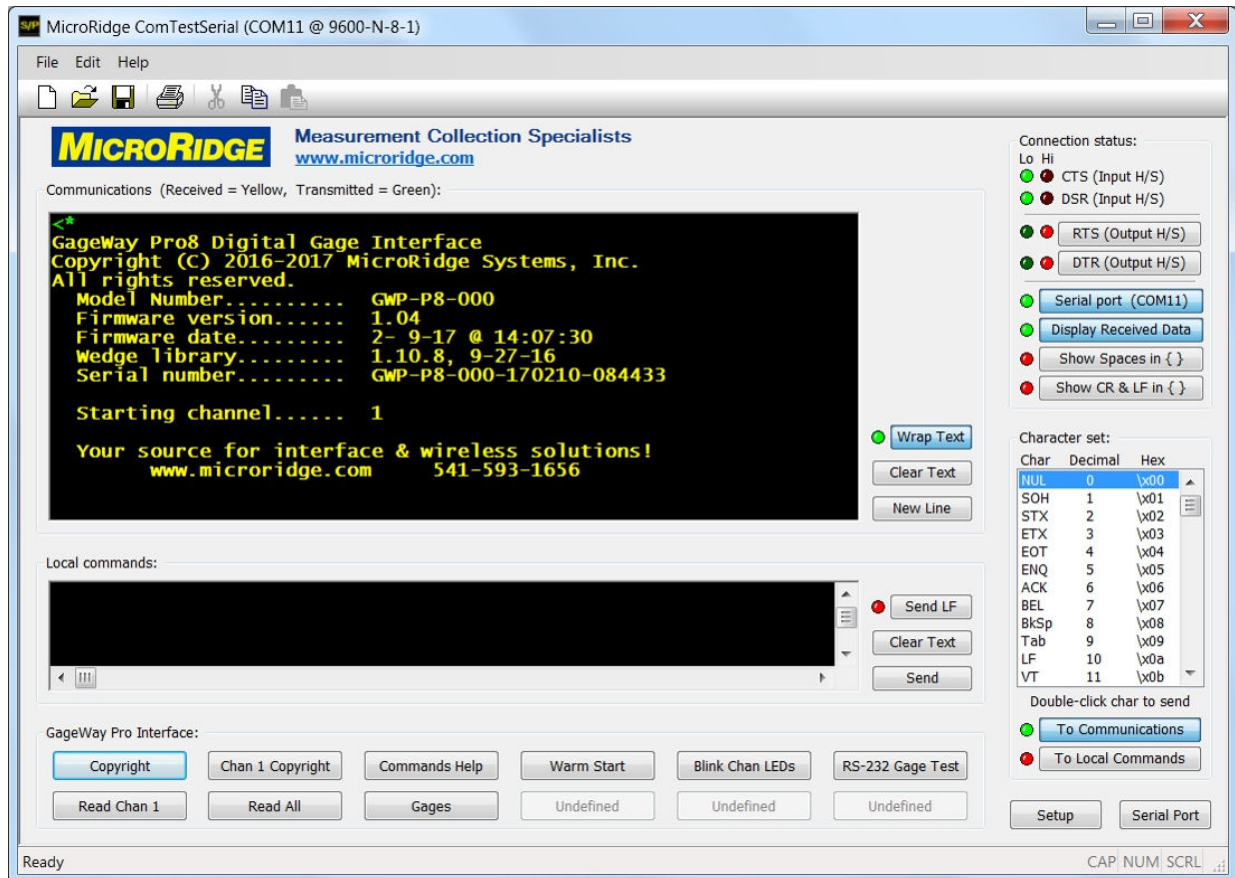 MicroRidge ComTestSerial (COM11 @ 9600-N-8-1)
File Edit Help
MICRORIDGE
Measurement Collection Specialists
www.microridge.com
Communications (Received = Yellow, Transmitted = Green):
<*
GageWay Pro8 Digital Gage Interface
Copyright (C) 2016-2017 MicroRidge Systems, Inc.
All rights reserved.
Model Number.......... GWP-P8-000
Firmware version...... 1.04
Firmware date......... 2- 9-17 @ 14:07:30
Wedge library......... 1.10.8, 9-27-16
Serial number......... GWP-P8-000-170210-084433
Starting channel...... 1
Your source for interface & wireless solutions!
www.microridge.com 541-593-1656
Wrap Text
Clear Text
New Line
Local commands:
Send LF
Clear Text
Send
GageWay Pro Interface:
Copyright Chan 1 Copyright Commands Help Warm Start Blink Chan LEDs RS-232 Gage Test
Read Chan 1 Read All Gages Undefined Undefined Undefined
Connection status:
Lo Hi
CTS (Input H/S)
DSR (Input H/S)
RTS (Output H/S)
DTR (Output H/S)
Serial port (COM11)
Display Received Data
Show Spaces in { }
Show CR & LF in { }
Character set:
Char Decimal Hex
NUL 0 \x00
SOH 1 \x01
STX 2 \x02
ETX 3 \x03
EOT 4 \x04
ENQ 5 \x05
ACK 6 \x06
BEL 7 \x07
BkSp 8 \x08
Tab 9 \x09
LF 10 \x0a
VT 11 \x0b
Double-click char to send
To Communications
To Local Commands
Setup Serial Port
Ready
CAP NUM SCRL